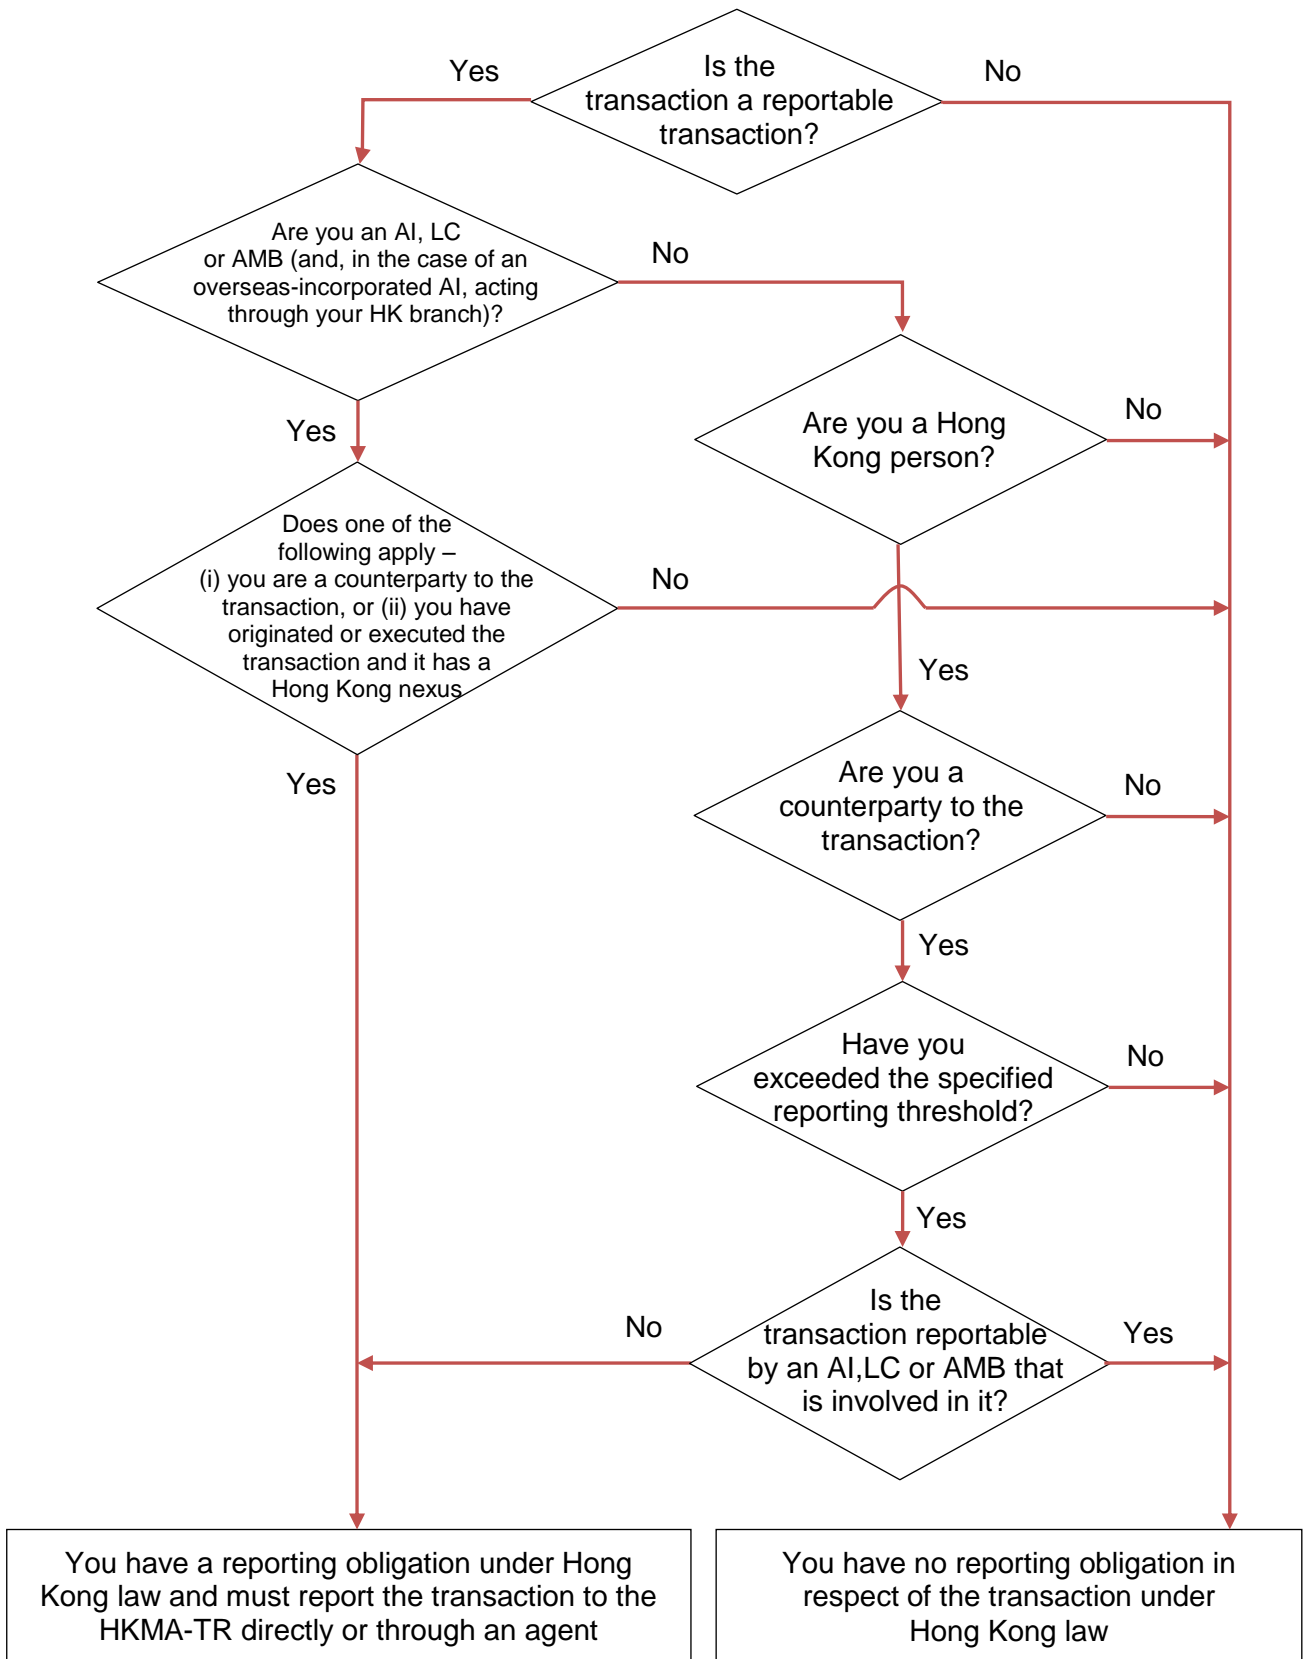 Is the
transaction a reportable
transaction?
Yes
No
Are you an AI, LC
or AMB (and, in the case of an
overseas-incorporated AI, acting
through your HK branch)?
No
Yes
Are you a Hong
Kong person?
No
Does one of the
following apply –
(i) you are a counterparty to the
transaction, or (ii) you have
originated or executed the
transaction and it has a
Hong Kong nexus
No
Yes
Yes
Are you a
counterparty to the
transaction?
No
Yes
Have you
exceeded the specified
reporting threshold?
No
Yes
Is the
transaction reportable
by an AI,LC or AMB that
is involved in it?
No
Yes
You have a reporting obligation under Hong
Kong law and must report the transaction to the
HKMA-TR directly or through an agent
You have no reporting obligation in
respect of the transaction under
Hong Kong law